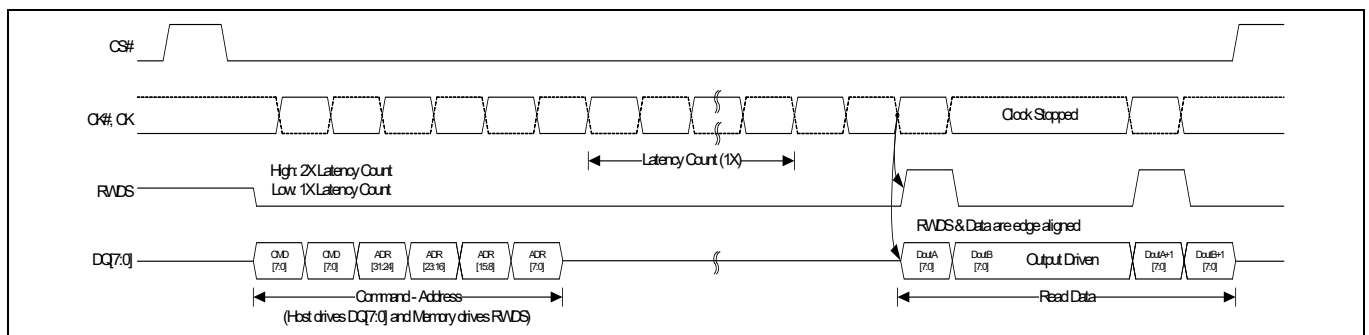 CS#
CK#, CK
Clock Stopped
Latency Count (1X)
High: 2X Latency Count
Low: 1X Latency Count
RWDS
RWDS & Data are edge aligned
DQ[7:0]
CMD [7:0]
CMD [7:0]
ADR [31:24]
ADR [23:16]
ADR [15:8]
ADR [7:0]
DoutA [7:0]
DoutB [7:0]
Output Driven
DoutA+1 [7:0]
DoutB+1 [7:0]
Command - Address
Read Data
(Host drives DQ[7:0] and Memory drives RWDS)